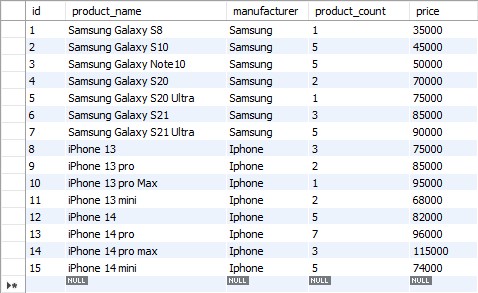 id product_name manufacturer product_count price
1 Samsung Galaxy S8 Samsung 1 35000
2 Samsung Galaxy S10 Samsung 5 45000
3 Samsung Galaxy Note10 Samsung 5 50000
4 Samsung Galaxy S20 Samsung 2 70000
5 Samsung Galaxy S20 Ultra Samsung 1 75000
6 Samsung Galaxy S21 Samsung 3 85000
7 Samsung Galaxy S21 Ultra Samsung 5 90000
8 iPhone 13 Iphone 3 75000
9 iPhone 13 pro Iphone 2 85000
10 iPhone 13 pro Max Iphone 1 95000
11 iPhone 13 mini Iphone 2 68000
12 iPhone 14 Iphone 5 82000
13 iPhone 14 pro Iphone 7 96000
14 iPhone 14 pro max Iphone 3 115000
15 iPhone 14 mini Iphone 5 74000
NULL NULL NULL NULL NULL